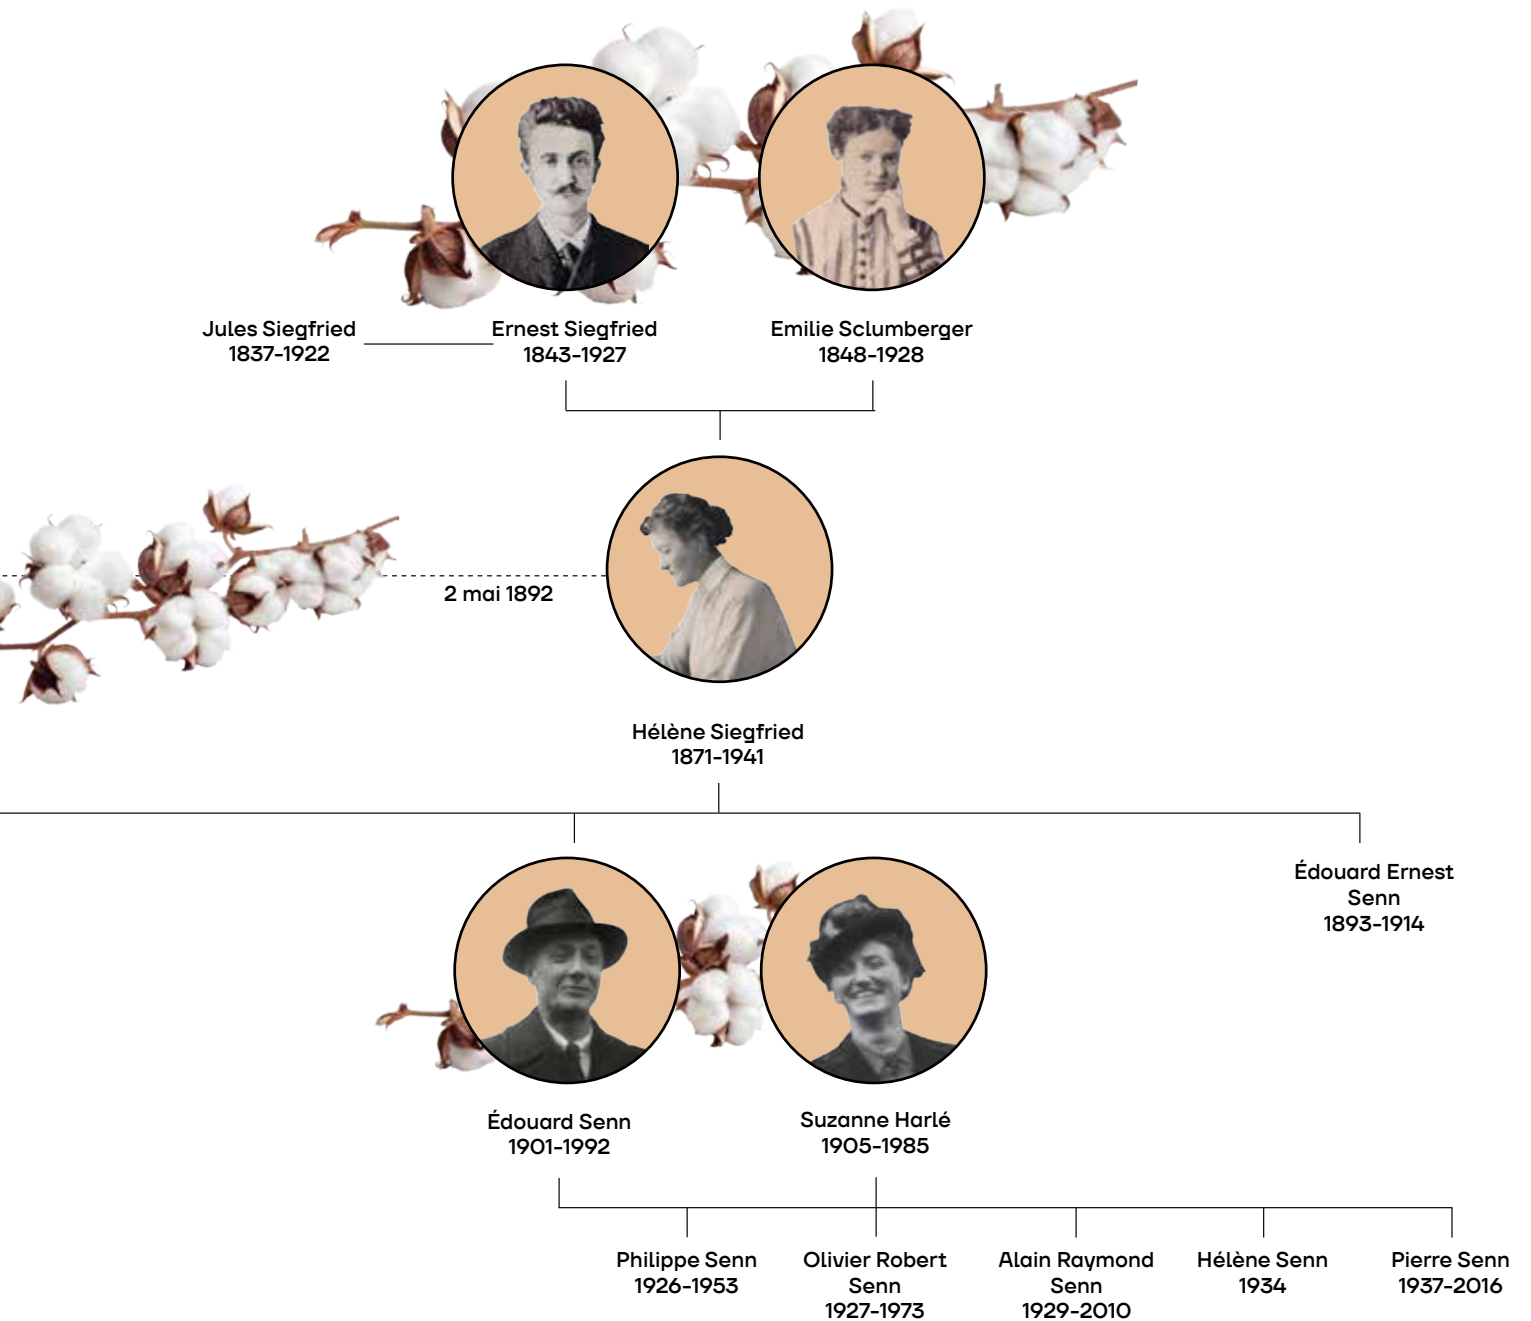 Jules Siegfried
1837-1922
Ernest Siegfried
1843-1927
Emilie Sclumberger
1848-1928
2 mai 1892
Hélène Siegfried
1871-1941
Édouard Ernest
Senn
1893-1914
Édouard Senn
1901-1992
Suzanne Harlé
1905-1985
Philippe Senn
1926-1953
Olivier Robert
Senn
1927-1973
Alain Raymond
Senn
1929-2010
Hélène Senn
1934
Pierre Senn
1937-2016